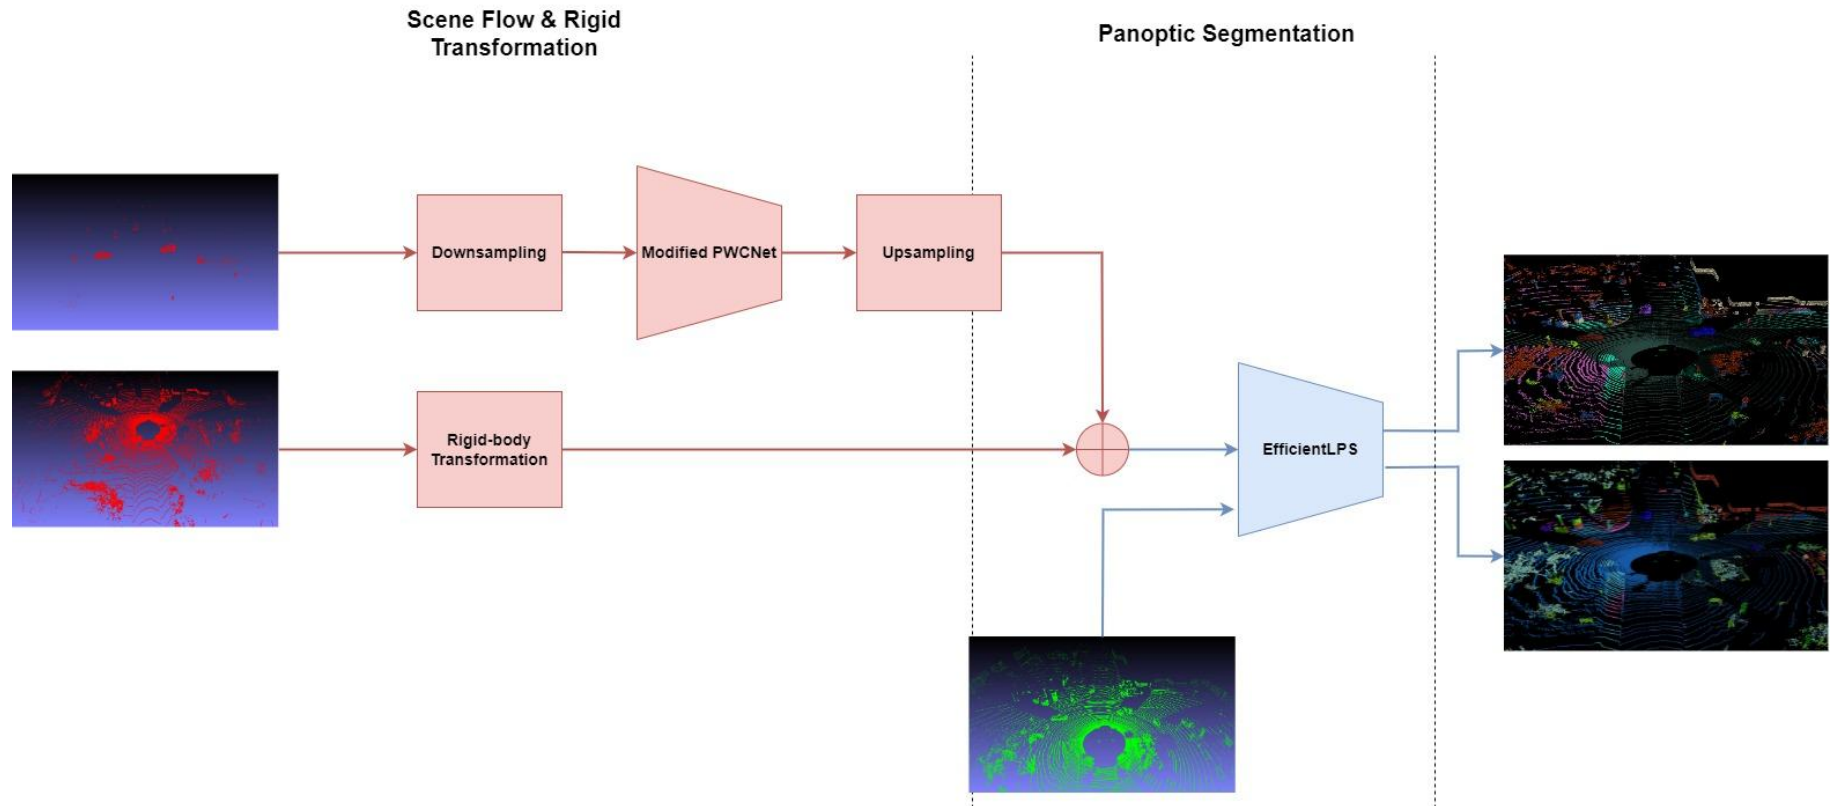 Scene Flow & Rigid
Transformation
Panoptic Segmentation
Downsampling
Modified PWCNet
Upsampling
Rigid-body
Transformation
EfficientLPS